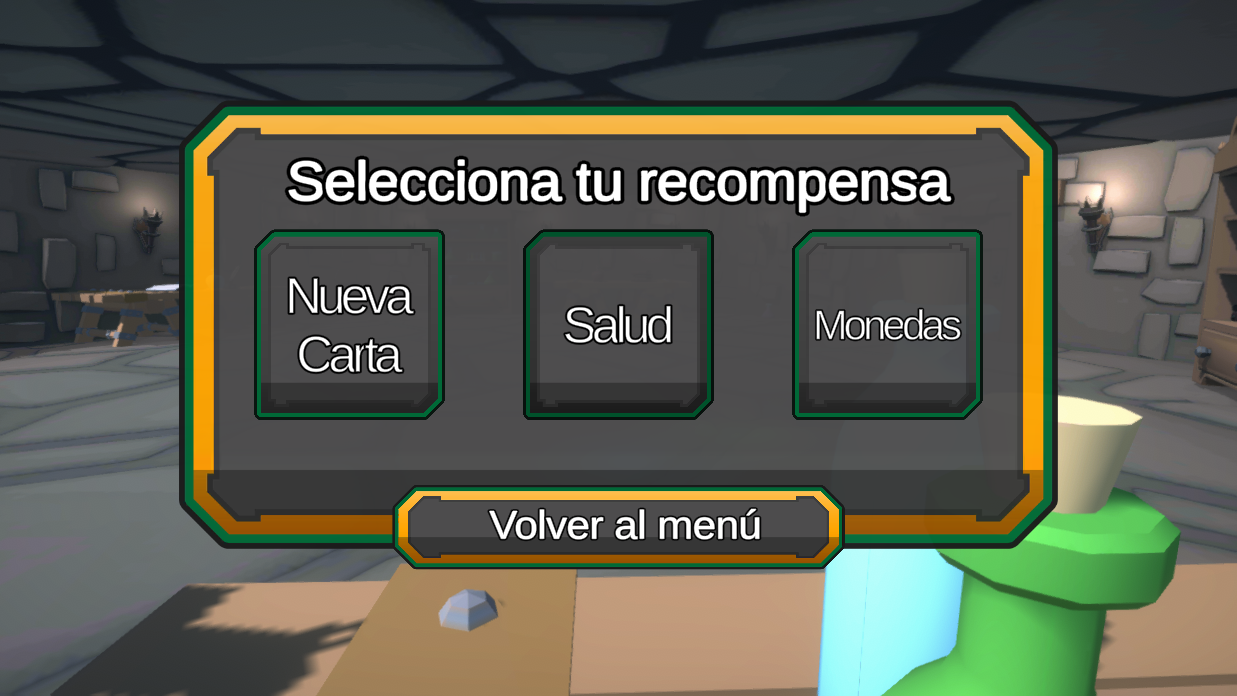 Selecciona tu recompensa
Nueva
Carta
Salud
Monedas
Volver al menú